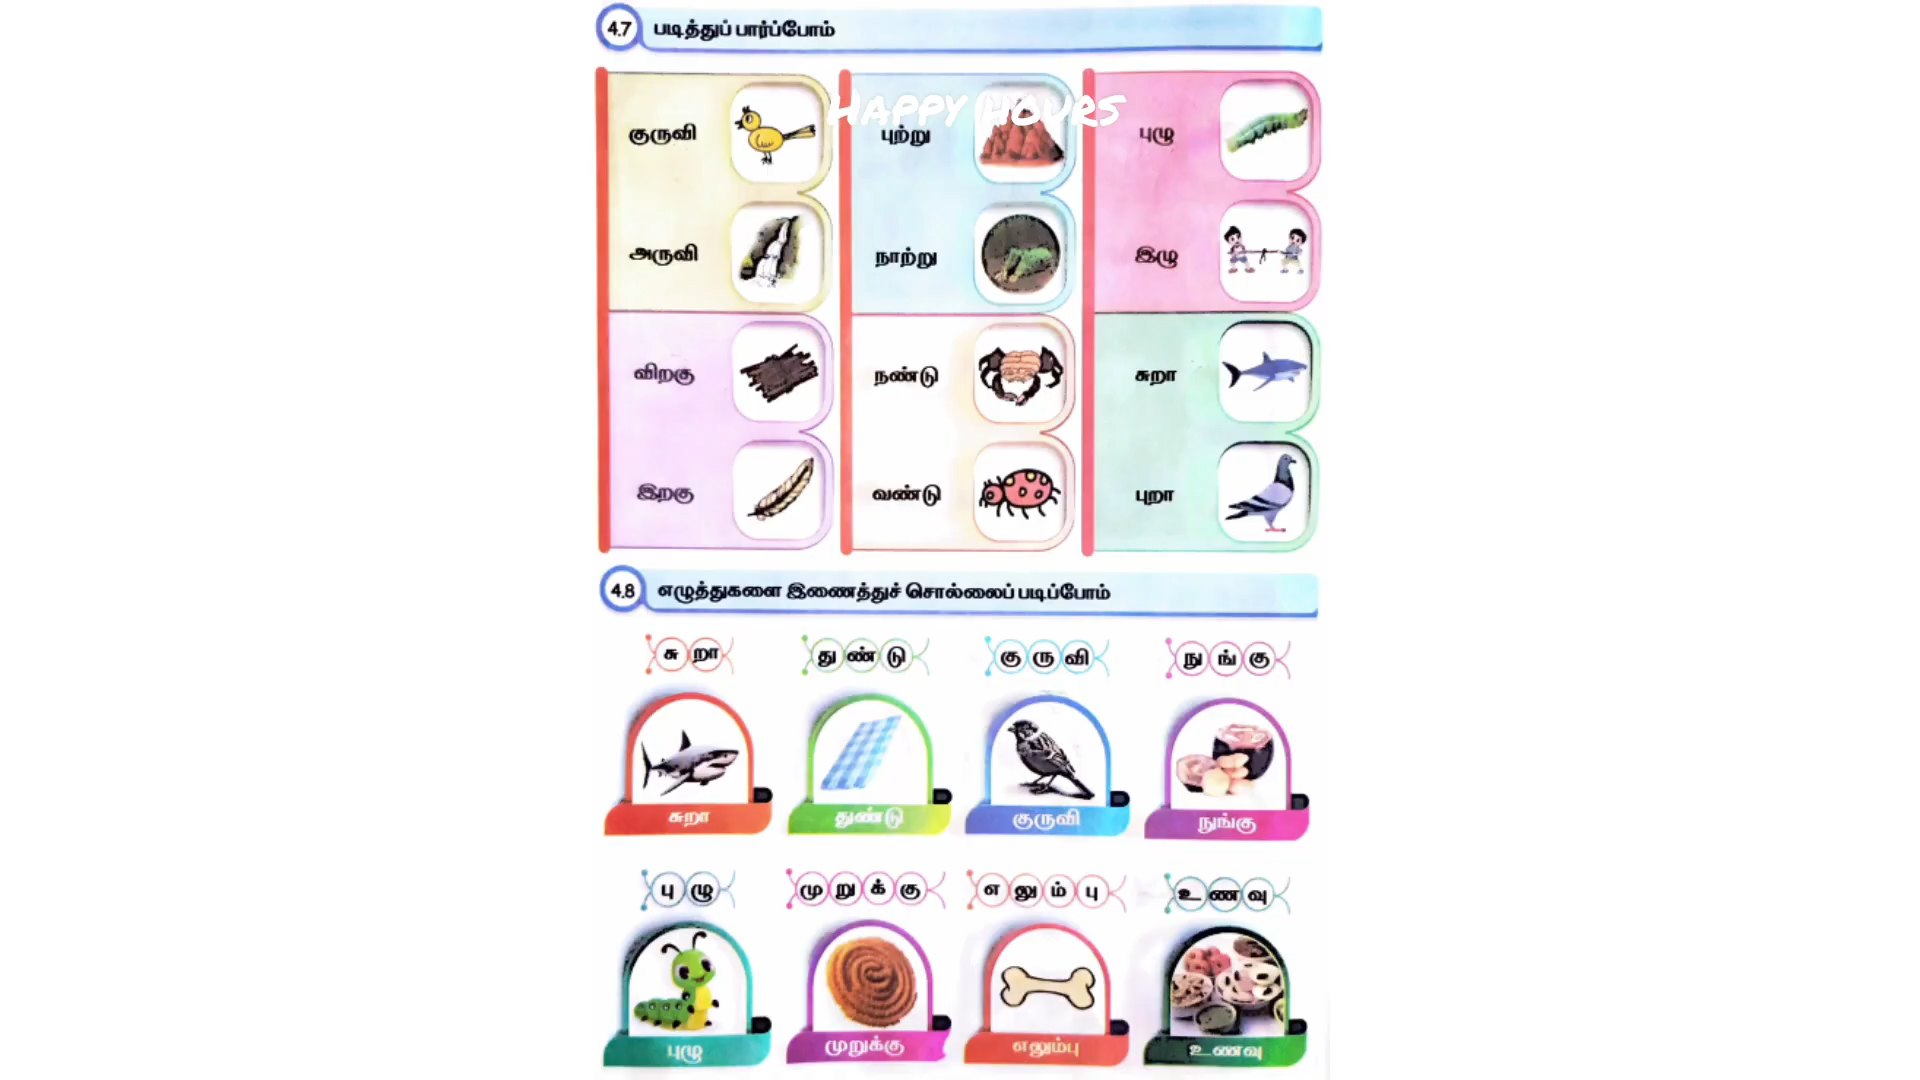 4.7 படித்துப் பார்ப்போம்
Happy hours
குருவி
அருவி
விறகு
இறகு
புற்று
நாற்று
நண்டு
வண்டு
புழு
இழு
சுறா
புறா
4.8 எழுத்துகளை இணைத்துச் சொல்லைப் படிப்போம்
சு றா
து ண் டு
கு ரு வி
நு ங் கு
சுறா
துண்டு
குருவி
நுங்கு
பு ழு
மு று க் கு
எ லு ம் பு
உ ண வு
புழு
முறுக்கு
எலும்பு
உணவு